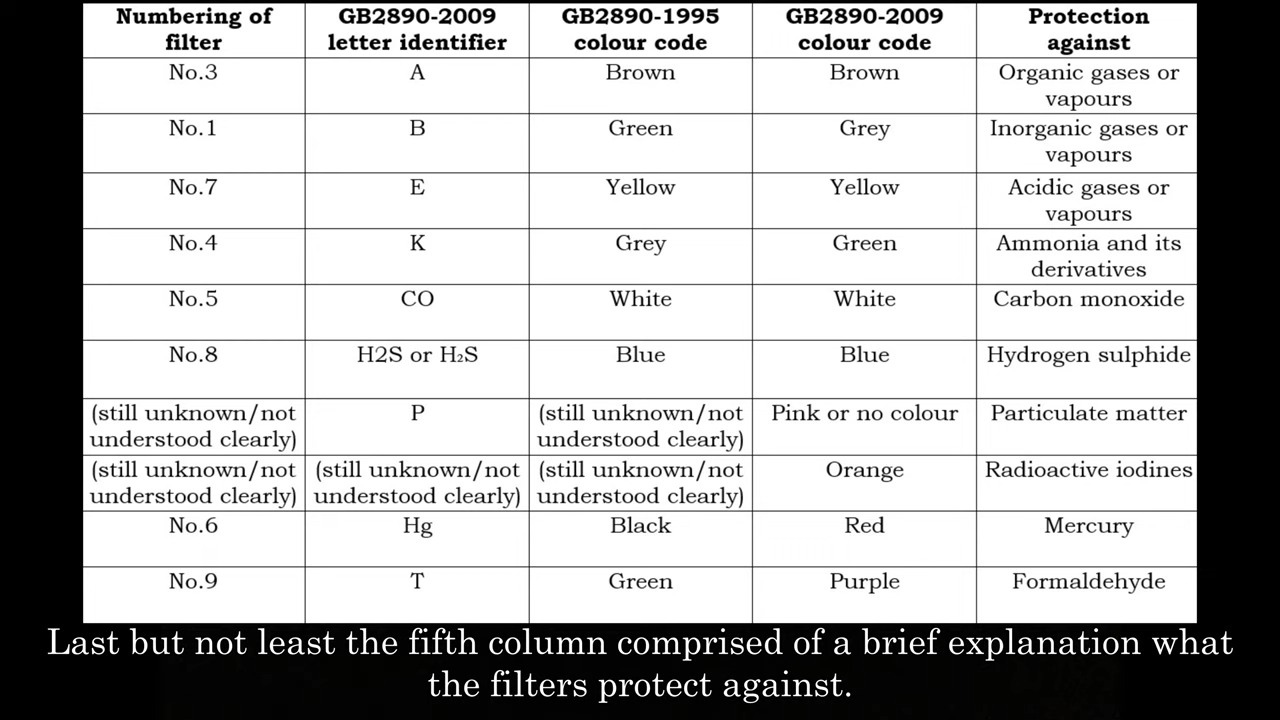 Numbering of filter | GB2890-2009 letter identifier | GB2890-1995 colour code | GB2890-2009 colour code | Protection against
No.3 | A | Brown | Brown | Organic gases or vapours
No.1 | B | Green | Grey | Inorganic gases or vapours
No.7 | E | Yellow | Yellow | Acidic gases or vapours
No.4 | K | Grey | Green | Ammonia and its derivatives
No.5 | CO | White | White | Carbon monoxide
No.8 | H2S or H₂S | Blue | Blue | Hydrogen sulphide
(still unknown/not understood clearly) | P | (still unknown/not understood clearly) | Pink or no colour | Particulate matter
(still unknown/not understood clearly) | (still unknown/not understood clearly) | (still unknown/not understood clearly) | Orange | Radioactive iodines
No.6 | Hg | Black | Red | Mercury
No.9 | T | Green | Purple | Formaldehyde
Last but not least the fifth column comprised of a brief explanation what
the filters protect against.